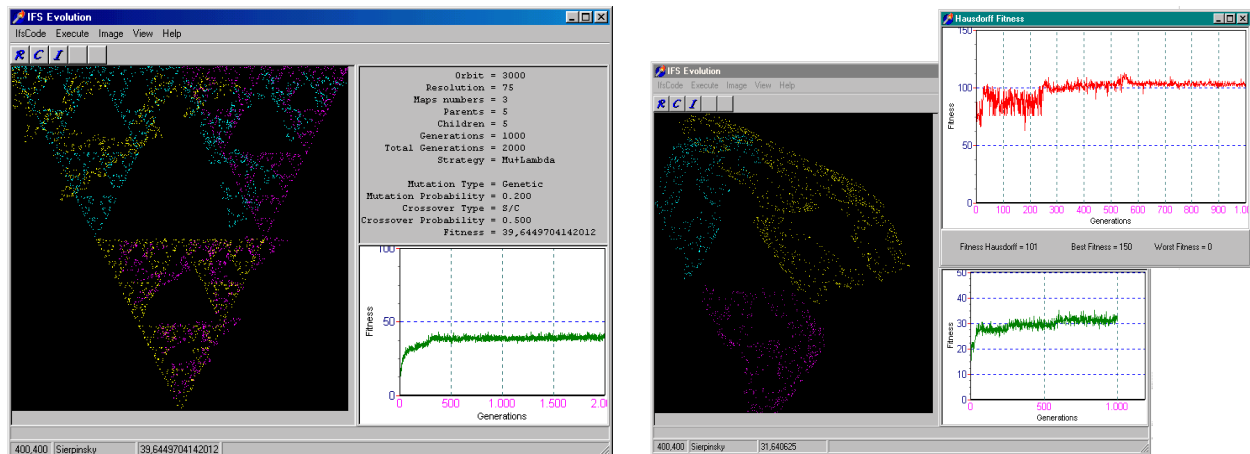 IFS Evolution
IfsCode Execute Image View Help
R C I
Orbit = 3000
Resolution = 75
Maps numbers = 3
Parents = 5
Children = 5
Generations = 1000
Total Generations = 2000
Strategy = Mu+Lambda
Mutation Type = Genetic
Mutation Probability = 0.200
Crossover Type = S/C
Crossover Probability = 0.500
Fitness = 39,6449704142012
100
50
0
Fitness
0 500 1.000 1.500 2.0
Generations
400,400 Sierpinsky 39,6449704142012
IFS Evolution
IfsCode Execute Image View Help
R C I
Hausdorff Fitness
150
100
50
0
Fitness
0 100 200 300 400 500 600 700 800 900 1.00
Generations
Fitness Hausdorff = 101 Best Fitness = 150 Worst Fitness = 0
50
40
30
20
10
0
Fitness
0 500 1.000
Generations
400,400 Sierpinsky 31,640625